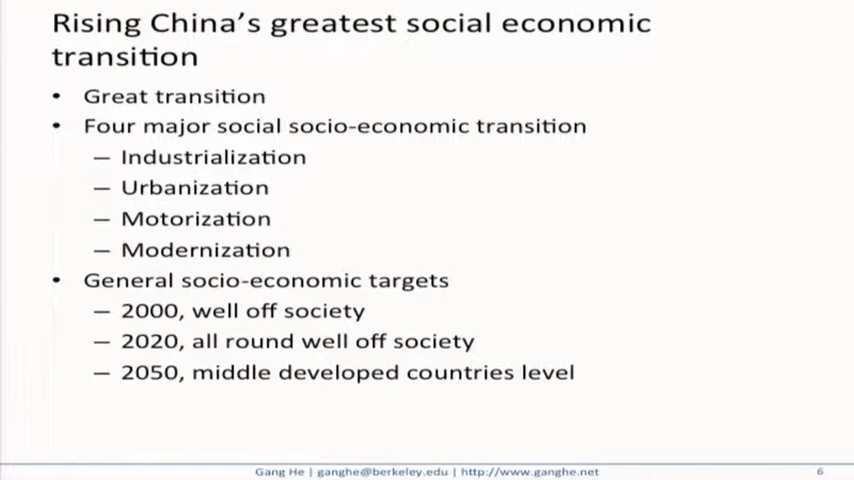 Rising China's greatest social economic
transition
• Great transition
• Four major social socio-economic transition
– Industrialization
– Urbanization
– Motorization
– Modernization
• General socio-economic targets
– 2000, well off society
– 2020, all round well off society
– 2050, middle developed countries level
Gang He | ganghe@berkeley.edu | http://www.ganghe.net
6